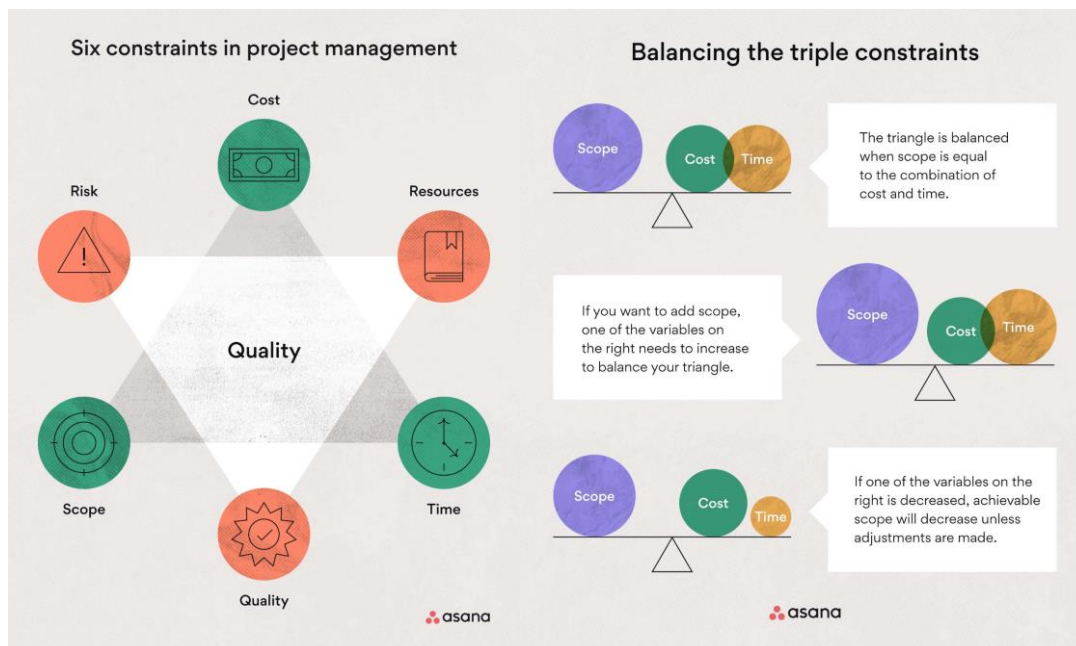 Six constraints in project management
Cost
Risk
Resources
Quality
Scope
Time
Quality
asana
Balancing the triple constraints
Scope
Cost
Time
The triangle is balanced
when scope is equal
to the combination of
cost and time.
If you want to add scope,
one of the variables on
the right needs to increase
to balance your triangle.
Scope
Cost
Time
Scope
Cost
Time
If one of the variables on the
right is decreased, achievable
scope will decrease unless
adjustments are made.
asana